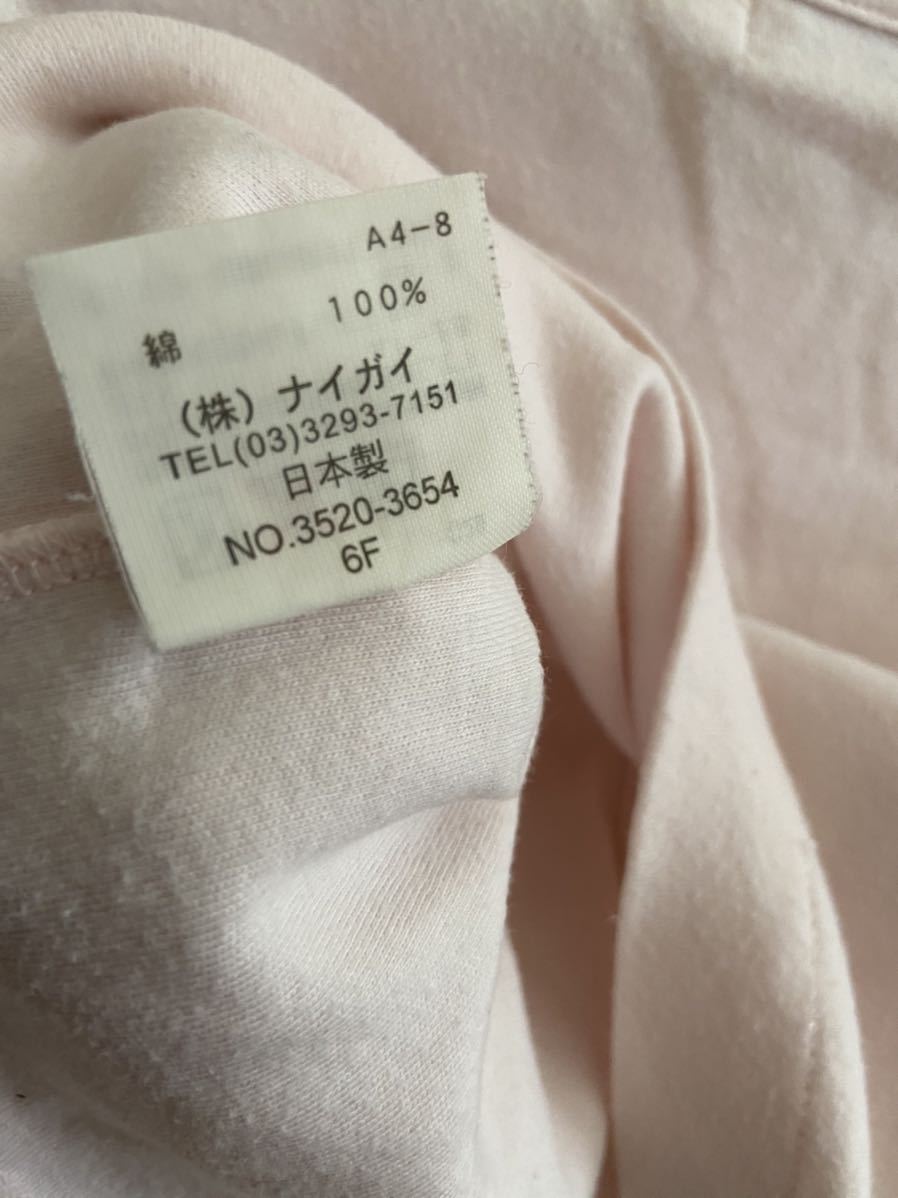 A4-8
綿 100%
(株) ナイガイ
TEL(03)3293-7151
日本製
NO.3520-3654
6F